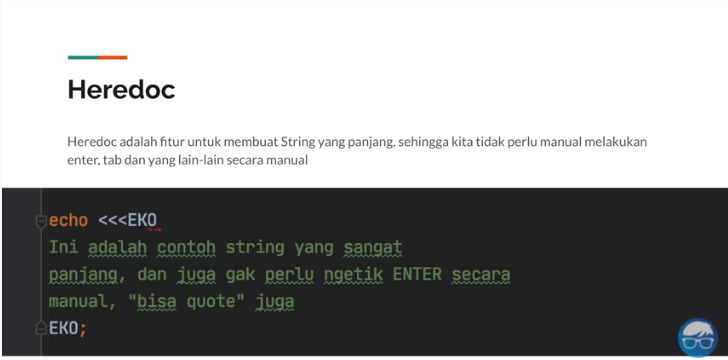 Heredoc
Heredoc adalah fitur untuk membuat String yang panjang, sehingga kita tidak perlu manual melakukan
enter, tab dan yang lain-lain secara manual
echo <<<EKO
Ini adalah contoh string yang sangat
panjang, dan juga gak perlu ngetik ENTER secara
manual, "bisa quote" juga
EKO;